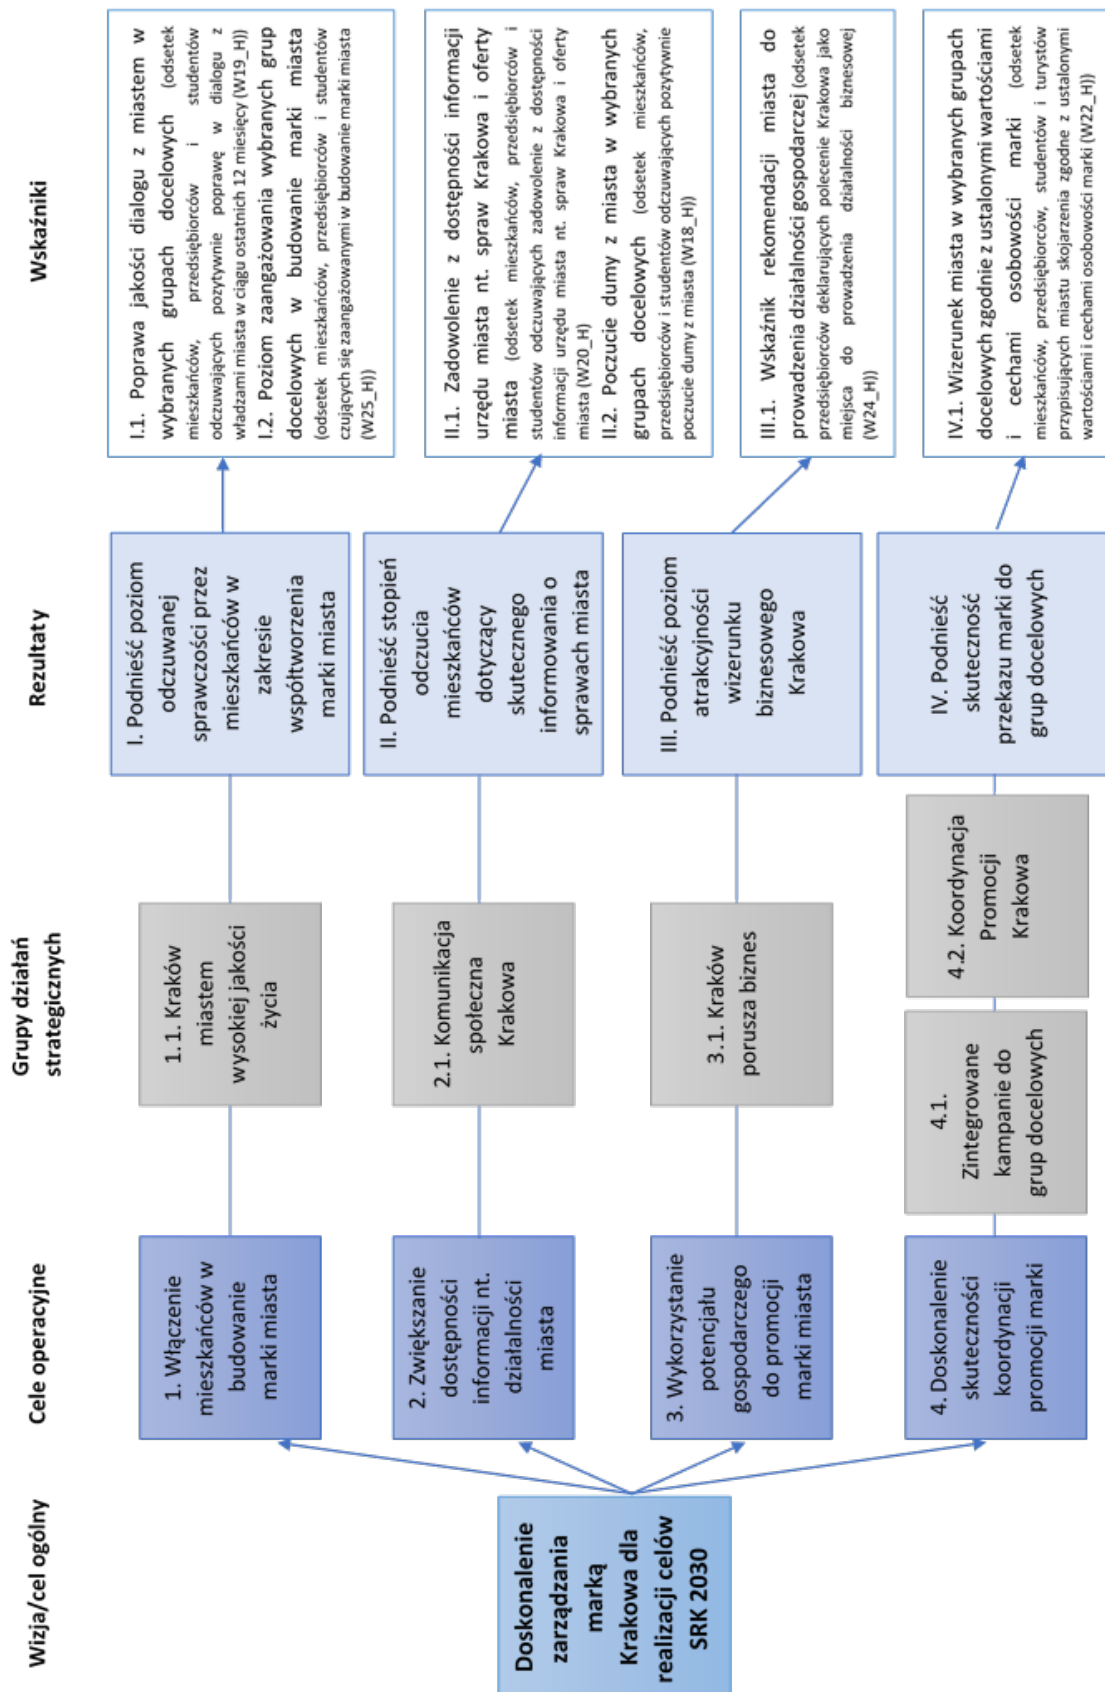 Wizja/cel ogólny
Cele operacyjne
Grupy działań
strategicznych
Rezultaty
Wskaźniki
Doskonalenie
zarządzania
marką
Krakowa dla
realizacji celów
SRK 2030
1. Włączenie
mieszkańców w
budowanie
marki miasta
1.1. Kraków
miastem
wysokiej jakości
życia
I. Podnieść poziom
odczuwanej
sprawczości przez
mieszkańców w
zakresie
współtworzenia
marki miasta
I.1. Poprawa jakości dialogu z miastem w
wybranych grupach docelowych (odsetek
mieszkańców, przedsiębiorców i studentów
odczuwających pozytywnie poprawę w dialogu z
władzami miasta w ciągu ostatnich 12 miesięcy (W19_H))
I.2. Poziom zaangażowania wybranych grup
docelowych w budowanie marki miasta
(odsetek mieszkańców, przedsiębiorców i studentów
czujących się zaangażowanymi w budowanie marki miasta
(W25_H))
2. Zwiększanie
dostępności
informacji nt.
działalności
miasta
2.1. Komunikacja
społeczna
Krakowa
II. Podnieść stopień
odczucia
mieszkańców
dotyczący
skutecznego
informowania o
sprawach miasta
II.1. Zadowolenie z dostępności informacji
urzędu miasta nt. spraw Krakowa i oferty
miasta (odsetek mieszkańców, przedsiębiorców i
studentów odczuwających zadowolenie z dostępności
informacji urzędu miasta nt. spraw Krakowa i oferty
miasta (W20_H)
II.2. Poczucie dumy z miasta w wybranych
grupach docelowych (odsetek mieszkańców,
przedsiębiorców i studentów odczuwających pozytywnie
poczucie dumy z miasta (W18_H))
3. Wykorzystanie
potencjału
gospodarczego
do promocji
marki miasta
3.1. Kraków
porusza biznes
III. Podnieść poziom
atrakcyjności
wizerunku
biznesowego
Krakowa
III.1. Wskaźnik rekomendacji miasta do
prowadzenia działalności gospodarczej (odsetek
przedsiębiorców deklarujących polecenie Krakowa jako
miejsca do prowadzenia działalności biznesowej
(W24_H))
4. Doskonalenie
skuteczności
koordynacji
promocji marki
4.1.
Zintegrowane
kampanie do
grup docelowych
4.2. Koordynacja
Promocji
Krakowa
IV. Podnieść
skuteczność
przekazu marki do
grup docelowych
IV.1. Wizerunek miasta w wybranych grupach
docelowych zgodnie z ustalonymi wartościami
i cechami osobowości marki (odsetek
mieszkańców, przedsiębiorców, studentów i turystów
przypisujących miastu skojarzenia zgodne z ustalonymi
wartościami i cechami osobowości marki (W22_H))